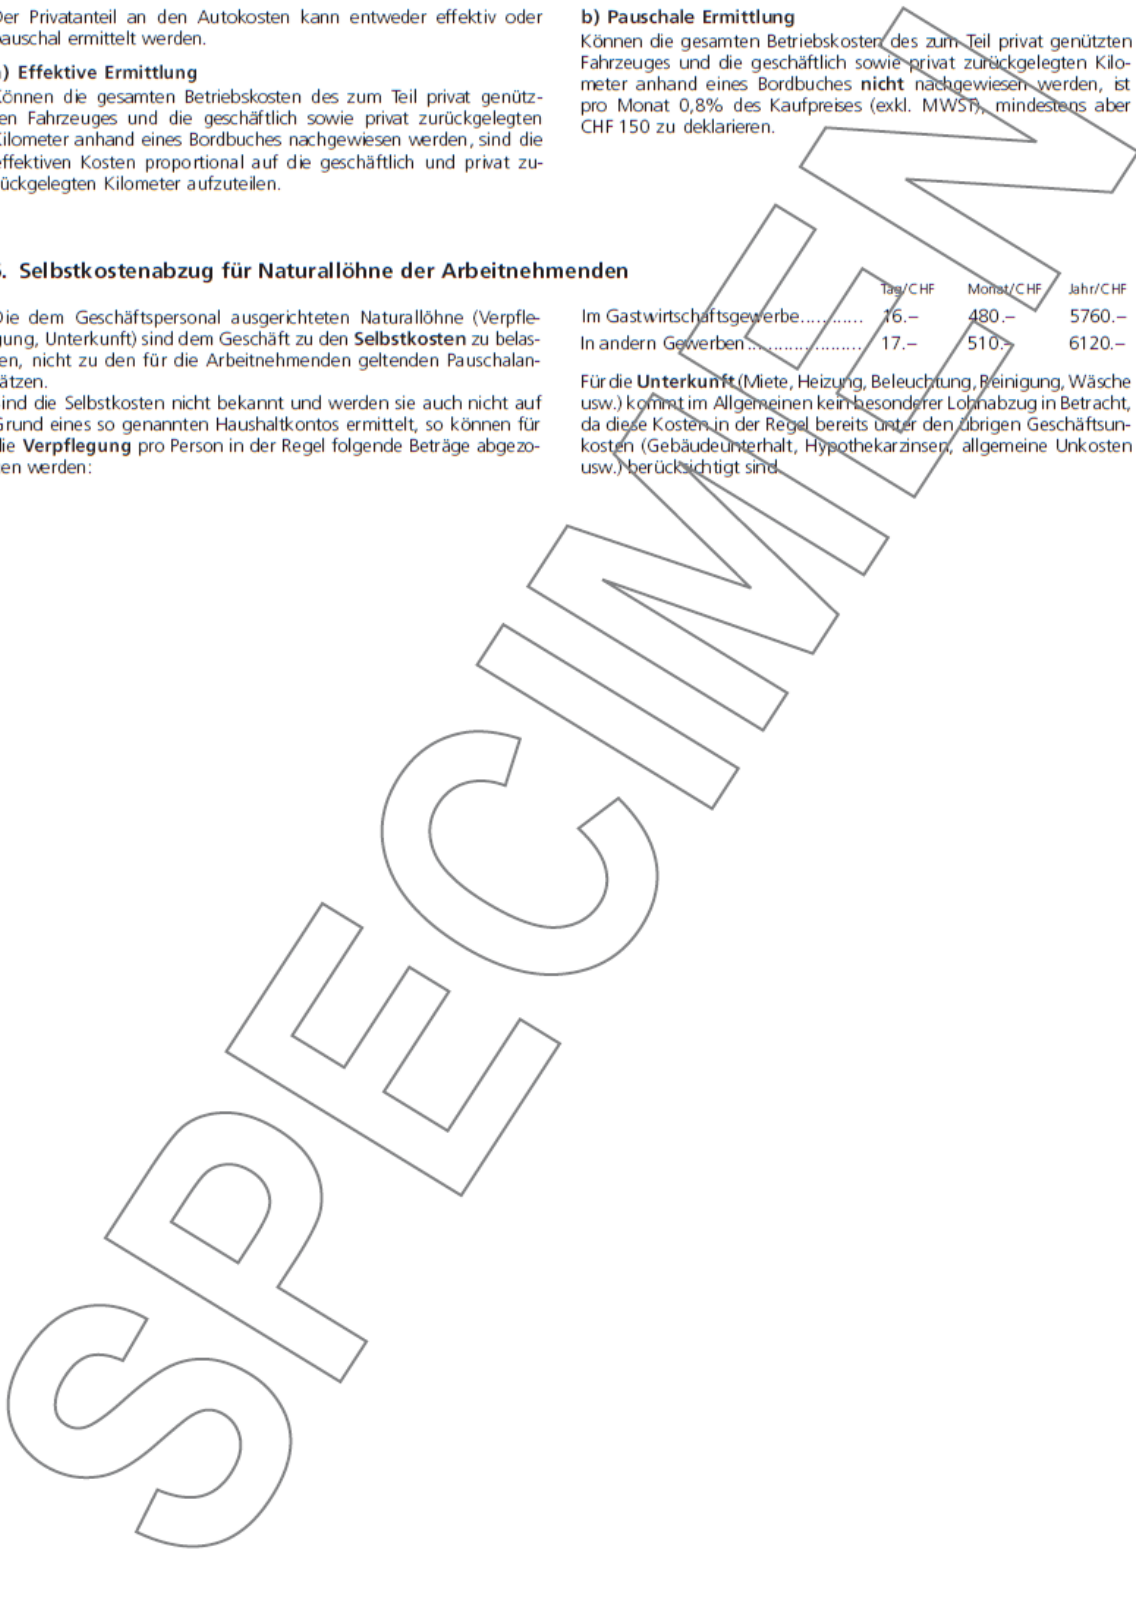 Der Privatanteil an den Autokosten kann entweder effektiv oder
pauschal ermittelt werden.
a) Effektive Ermittlung
Können die gesamten Betriebskosten des zum Teil privat genütz-
ten Fahrzeuges und die geschäftlich sowie privat zurückgelegten
Kilometer anhand eines Bordbuches nachgewiesen werden, sind die
effektiven Kosten proportional auf die geschäftlich und privat zu-
rückgelegten Kilometer aufzuteilen.
b) Pauschale Ermittlung
Können die gesamten Betriebskosten des zum Teil privat genützten
Fahrzeuges und die geschäftlich sowie privat zurückgelegten Kilo-
meter anhand eines Bordbuches nicht nachgewiesen werden, ist
pro Monat 0,8% des Kaufpreises (exkl. MWST), mindestens aber
CHF 150 zu deklarieren.
. Selbstkostenabzug für Naturallöhne der Arbeitnehmenden
Die dem Geschäftspersonal ausgerichteten Naturallöhne (Verpfle-
gung, Unterkunft) sind dem Geschäft zu den Selbstkosten zu belas-
ten, nicht zu den für die Arbeitnehmenden geltenden Pauschalan-
sätzen.
Sind die Selbstkosten nicht bekannt und werden sie auch nicht auf
Grund eines so genannten Haushaltkontos ermittelt, so können für
die Verpflegung pro Person in der Regel folgende Beträge abgezo-
gen werden:
Tag/CHF Monat/CHF Jahr/CHF
Im Gastwirtschaftsgewerbe............ 16.– 480.– 5760.–
In andern Gewerben...................... 17.– 510.– 6120.–
Für die Unterkunft (Miete, Heizung, Beleuchtung, Reinigung, Wäsche
usw.) kommt im Allgemeinen kein besonderer Lohnabzug in Betracht,
da diese Kosten in der Regel bereits unter den übrigen Geschäftsun-
kosten (Gebäudeunterhalt, Hypothekarzinsen, allgemeine Unkosten
usw.) berücksichtigt sind.
SPECIMEN